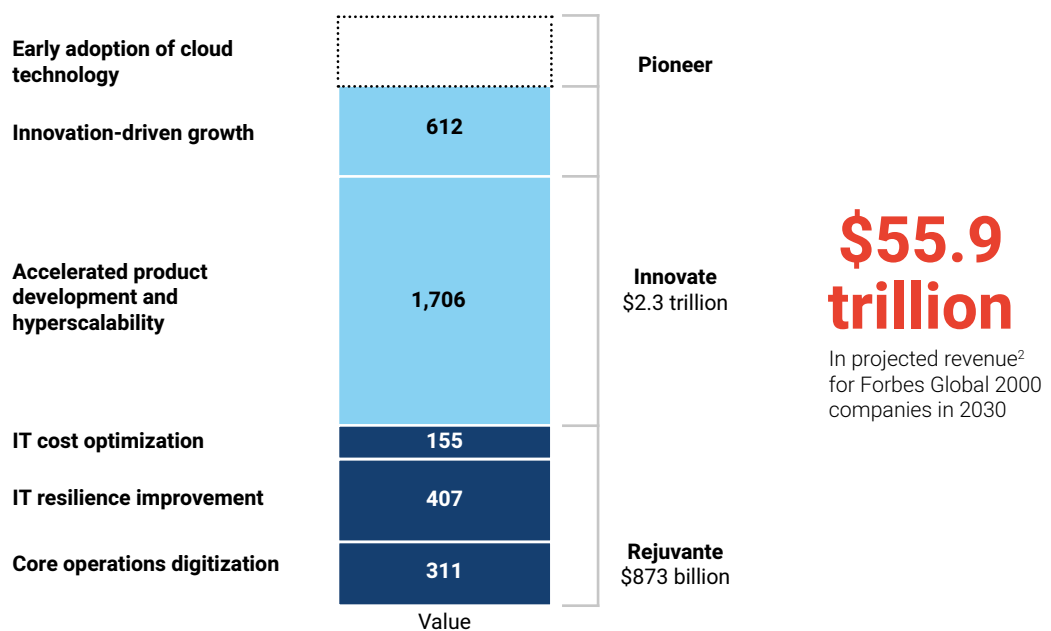 Early adoption of cloud
technology
Pioneer
Innovation-driven growth
612
Accelerated product
development and
hyperscalability
1,706
Innovate
$2.3 trillion
IT cost optimization
155
IT resilience improvement
407
Core operations digitization
311
Rejuvante
$873 billion
Value
$55.9
trillion
In projected revenue2
for Forbes Global 2000
companies in 2030